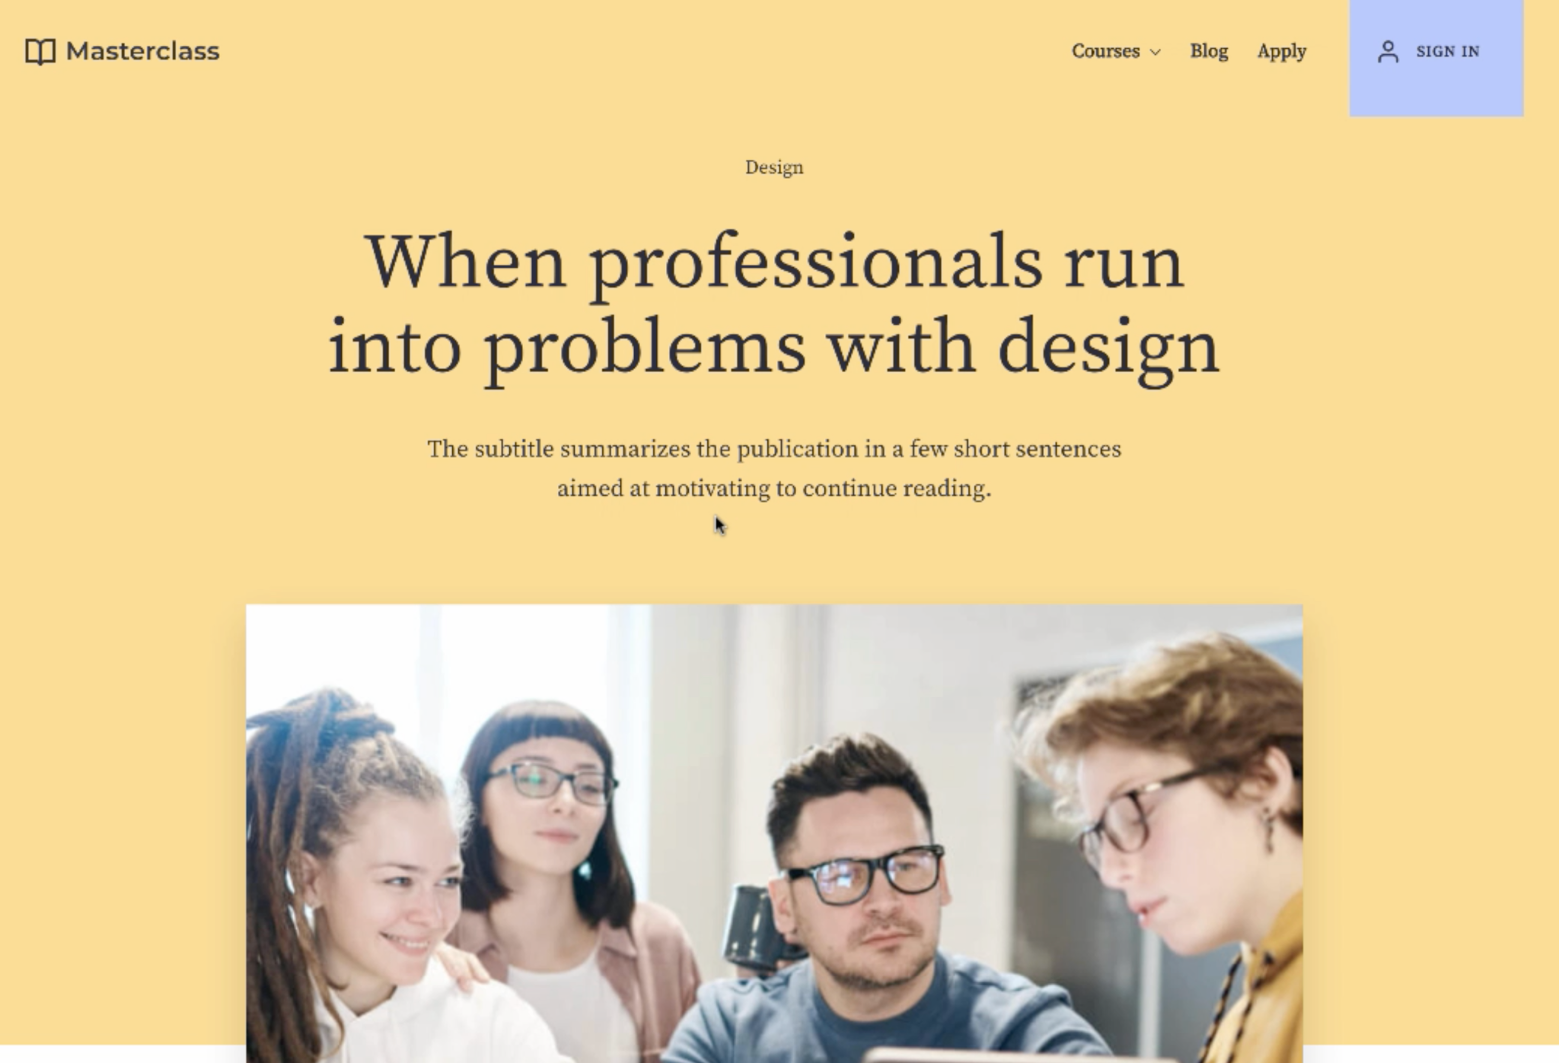 Masterclass
Courses
Blog
Apply
SIGN IN
Design
When professionals run
into problems with design
The subtitle summarizes the publication in a few short sentences
aimed at motivating to continue reading.